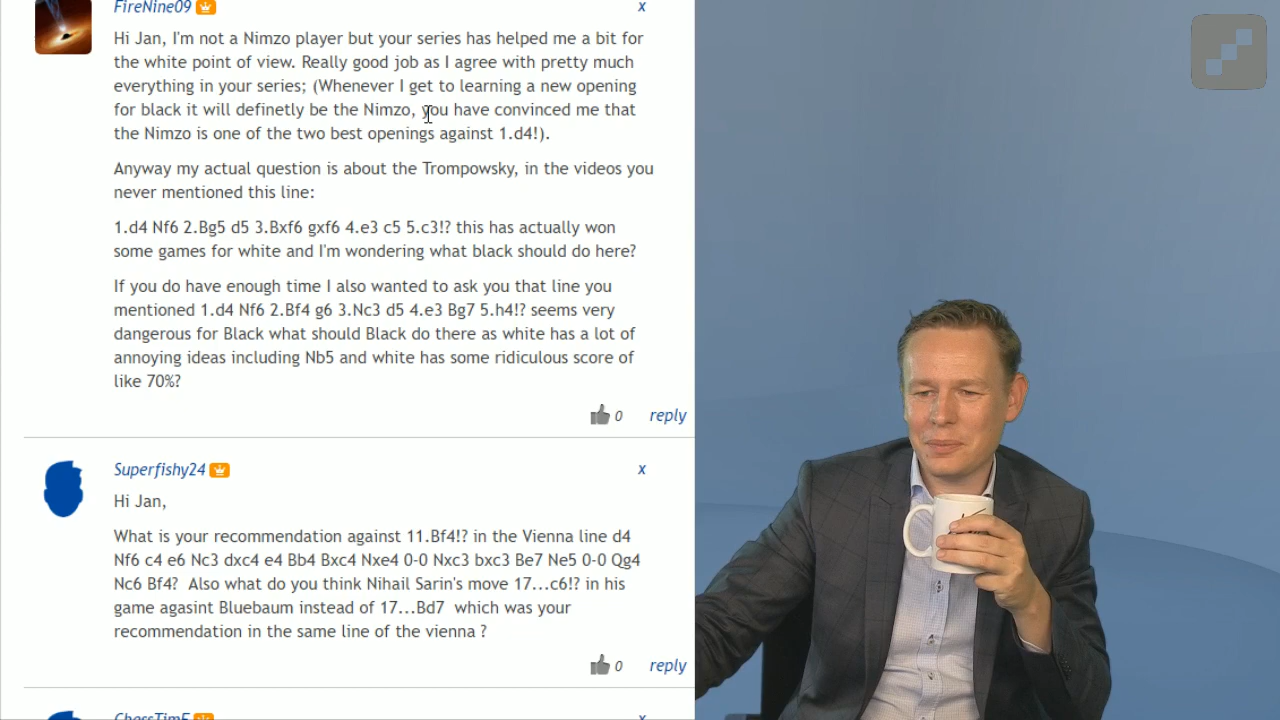 FireNine09
x
Hi Jan, I'm not a Nimzo player but your series has helped me a bit for
the white point of view. Really good job as I agree with pretty much
everything in your series; (Whenever I get to learning a new opening
for black it will definetly be the Nimzo, you have convinced me that
the Nimzo is one of the two best openings against 1.d4!).
Anyway my actual question is about the Trompowsky, in the videos you
never mentioned this line:
1.d4 Nf6 2.Bg5 d5 3.Bxf6 gxf6 4.e3 c5 5.c3!? this has actually won
some games for white and I'm wondering what black should do here?
If you do have enough time I also wanted to ask you that line you
mentioned 1.d4 Nf6 2.Bf4 g6 3.Nc3 d5 4.e3 Bg7 5.h4!? seems very
dangerous for Black what should Black do there as white has a lot of
annoying ideas including Nb5 and white has some ridiculous score of
like 70%?
0 reply
Superfishy24
x
Hi Jan,
What is your recommendation against 11.Bf4!? in the Vienna line d4
Nf6 c4 e6 Nc3 dxc4 e4 Bb4 Bxc4 Nxe4 0-0 Nxc3 bxc3 Be7 Ne5 0-0 Qg4
Nc6 Bf4? Also what do you think Nihail Sarin's move 17...c6!? in his
game agasint Bluebaum instead of 17...Bd7 which was your
recommendation in the same line of the vienna ?
0 reply
x